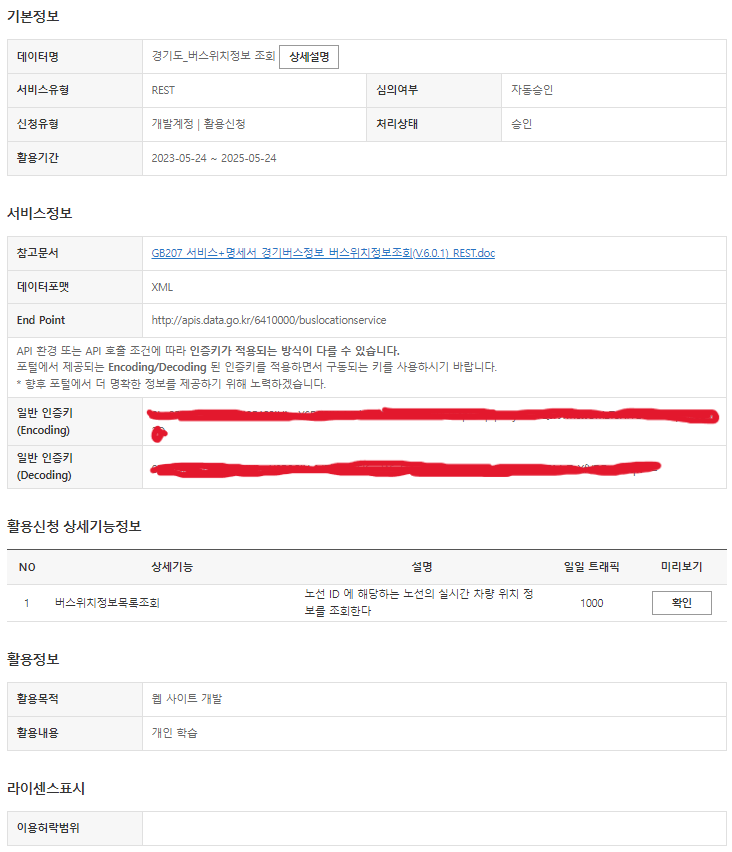 기본정보
데이터명 경기도_버스위치정보 조회 상세설명
서비스유형 REST 심의여부 자동승인
신청유형 개발계정 | 활용신청 처리상태 승인
활용기간 2023-05-24 ~ 2025-05-24
서비스정보
참고문서 GB207_서비스+명세서_경기버스정보_버스위치정보조회(V.6.0.1)_REST.doc
데이터포맷 XML
End Point http://apis.data.go.kr/6410000/buslocationservice
API 환경 또는 API 호출 조건에 따라 인증키가 적용되는 방식이 다를 수 있습니다.
포털에서 제공되는 Encoding/Decoding 된 인증키를 적용하면서 구동되는 키를 사용하시기 바랍니다.
* 향후 포털에서 더 명확한 정보를 제공하기 위해 노력하겠습니다.
일반 인증키
(Encoding)
일반 인증키
(Decoding)
활용신청 상세기능정보
NO 상세기능 설명 일일 트래픽 미리보기
1 버스위치정보목록조회 노선 ID 에 해당하는 노선의 실시간 차량 위치 정
보를 조회한다 1000 확인
활용정보
활용목적 웹 사이트 개발
활용내용 개인 학습
라이센스표시
이용허락범위